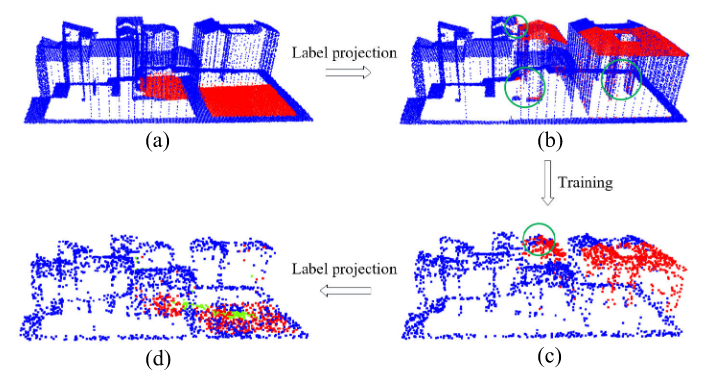 Label projection
(a)
(b)
Training
Label projection
(d)
(c)